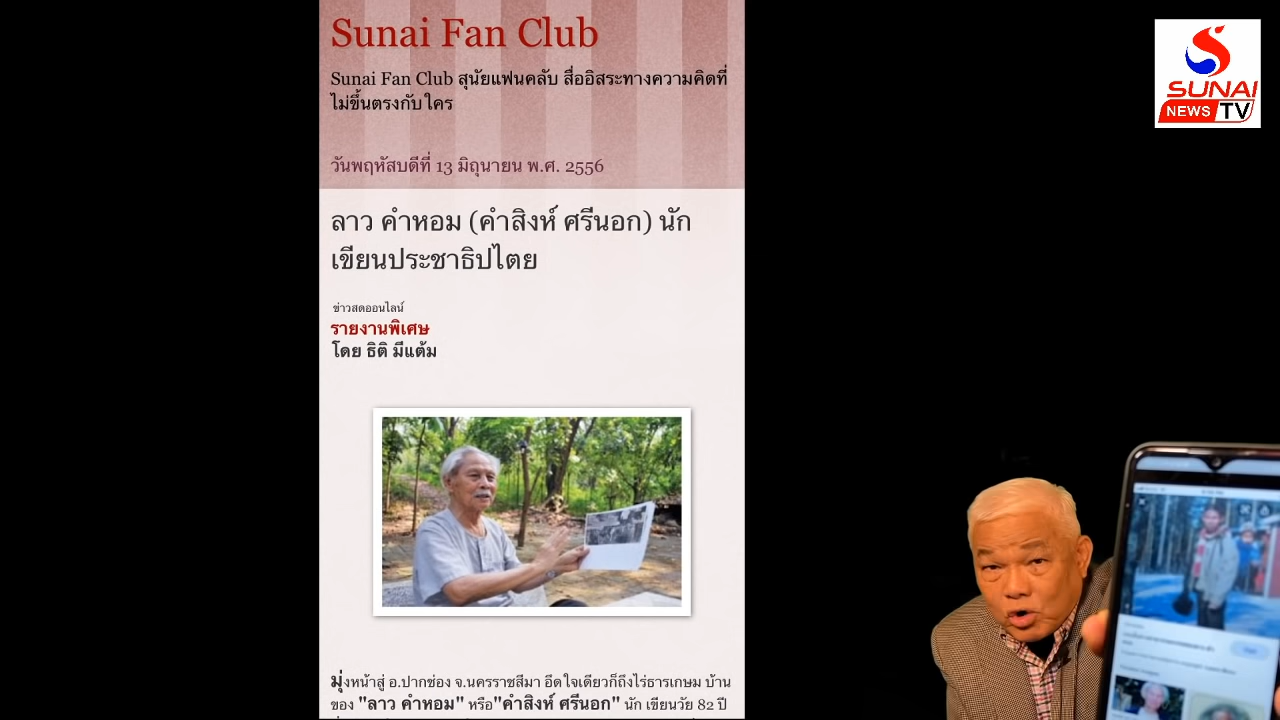 Sunai Fan Club
Sunai Fan Club สุนัยแฟนคลับ สื่ออิสระทางความคิดที่
ไม่ขึ้นตรงกับใคร
วันพฤหัสบดีที่ 13 มิถุนายน พ.ศ. 2556
ลาว คำหอม (คำสิงห์ ศรีนอก) นัก
เขียนประชาธิปไตย
ข่าวสดออนไลน์
รายงานพิเศษ
โดย ธิติ มีแต้ม
มุ่งหน้าสู่ อ.ปากช่อง จ.นครราชสีมา อึดใจเดียวก็ถึงไร่ธารเกษม บ้าน
ของ "ลาว คำหอม" หรือ"คำสิงห์ ศรีนอก" นัก เขียนวัย 82 ปี
SUNAI
NEWS TV